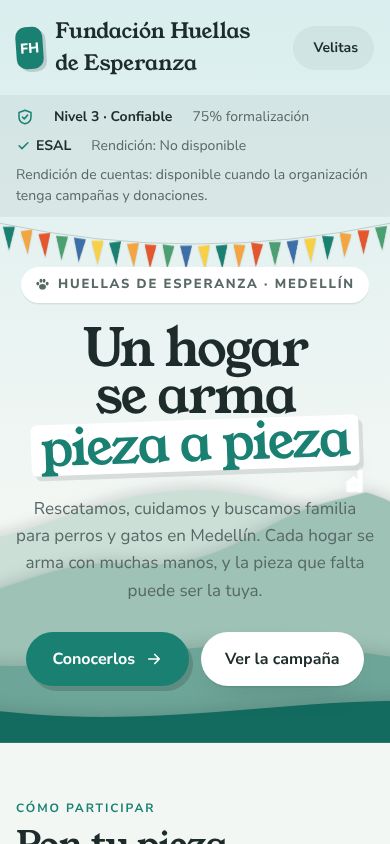 FH
Fundación Huellas
de Esperanza
Velitas
Nivel 3 · Confiable 75% formalización
ESAL Rendición: No disponible
Rendición de cuentas: disponible cuando la organización
tenga campañas y donaciones.
HUELLAS DE ESPERANZA · MEDELLÍN
Un hogar
se arma
pieza a pieza
Rescatamos, cuidamos y buscamos familia
para perros y gatos en Medellín. Cada hogar se
arma con muchas manos, y la pieza que falta
puede ser la tuya.
Conocerlos →
Ver la campaña
CÓMO PARTICIPAR
Pon tu pieza